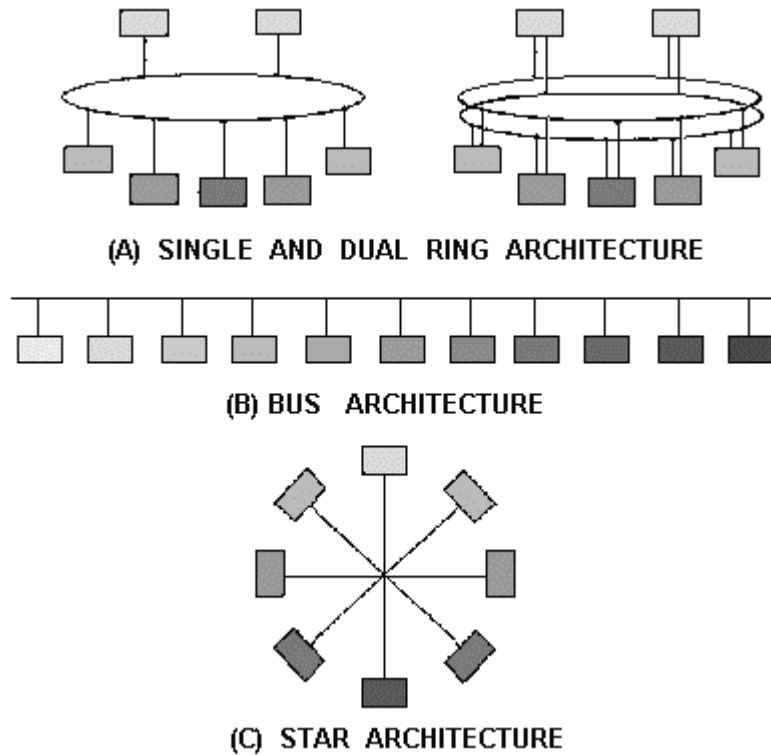 (A) SINGLE AND DUAL RING ARCHITECTURE
(B) BUS ARCHITECTURE
(C) STAR ARCHITECTURE